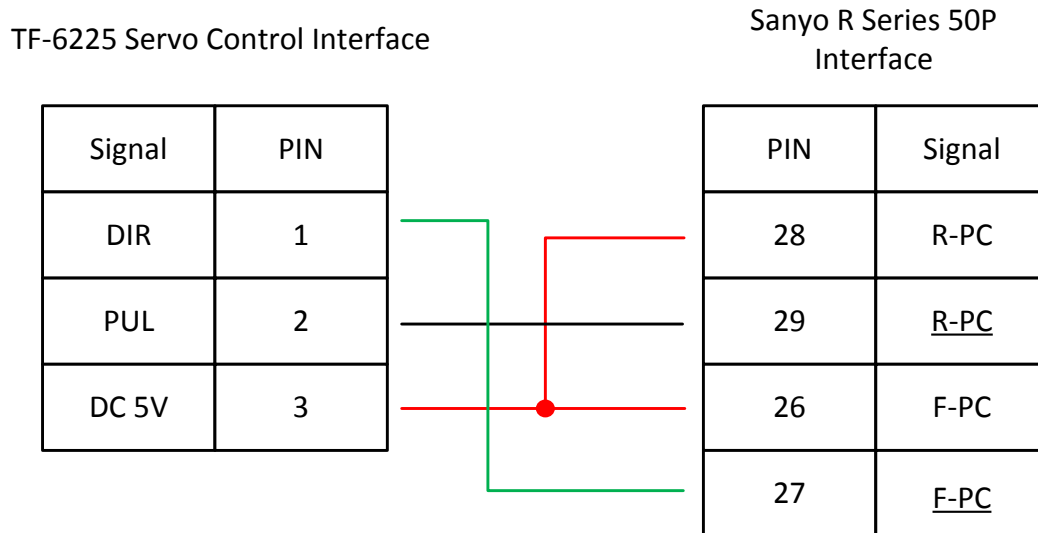 TF-6225 Servo Control Interface
Sanyo R Series 50P
Interface
Signal PIN
DIR 1
PUL 2
DC 5V 3
PIN Signal
28 R-PC
29 R-PC
26 F-PC
27 F-PC